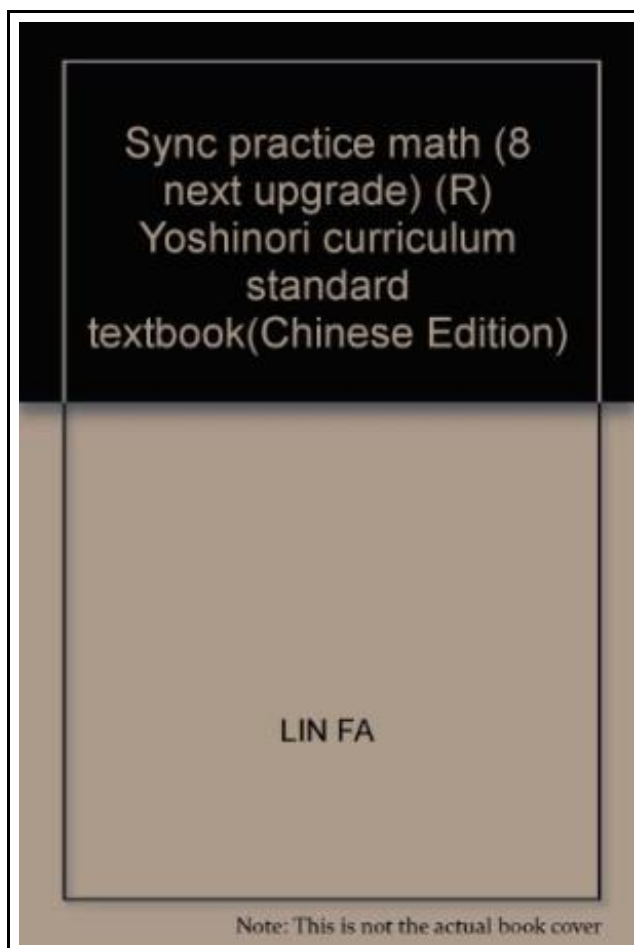 Sync practice math (8
next upgrade) (R)
Yoshinori curriculum
standard
textbook(Chinese Edition)
LIN FA
Note: This is not the actual book cover